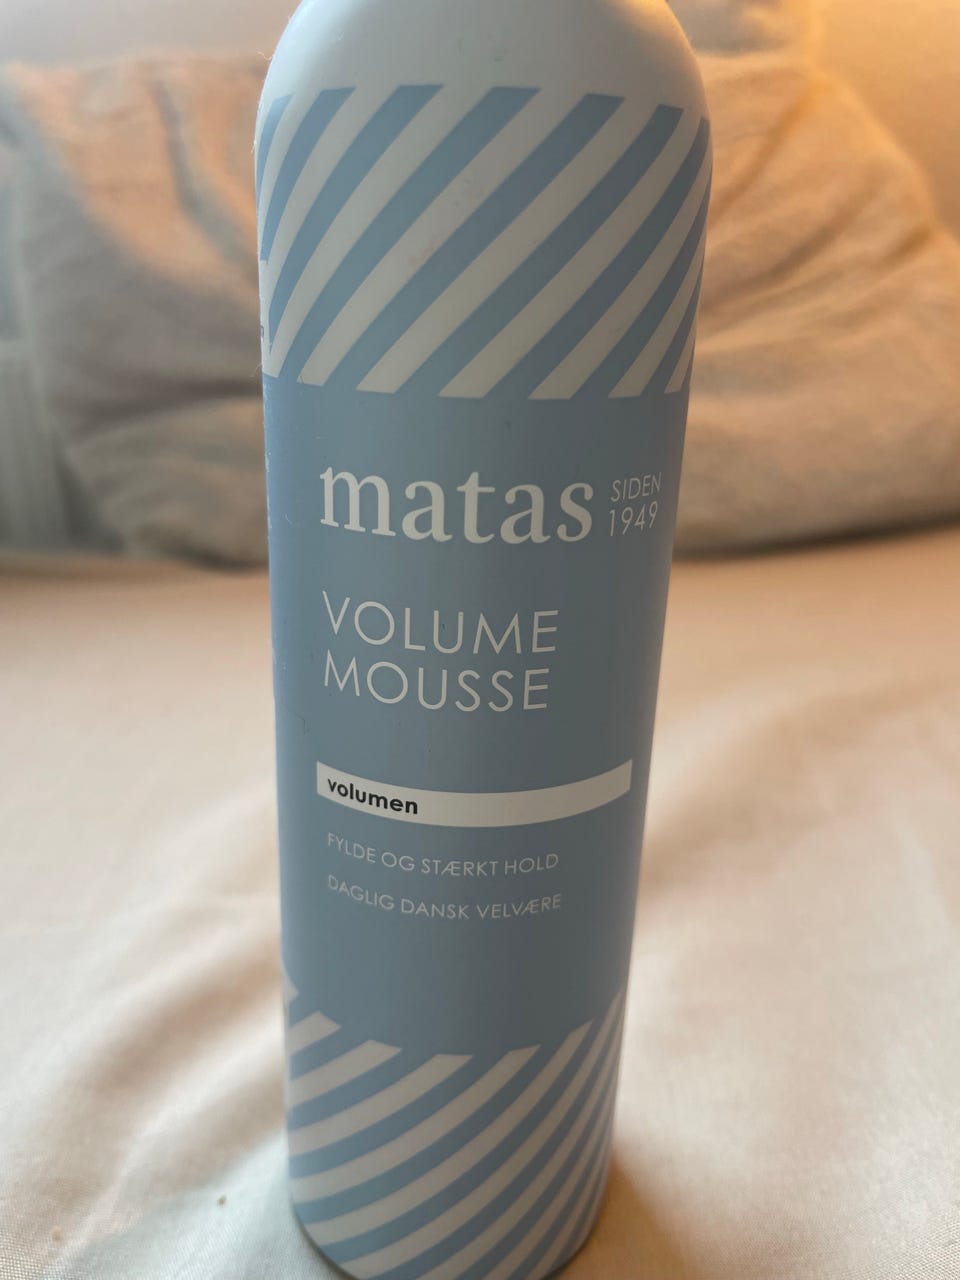 matas
SIDEN
1949
VOLUME
MOUSSE
volumen
FYLDE OG STÆRKT HOLD
DAGLIG DANSK VELVÆRE